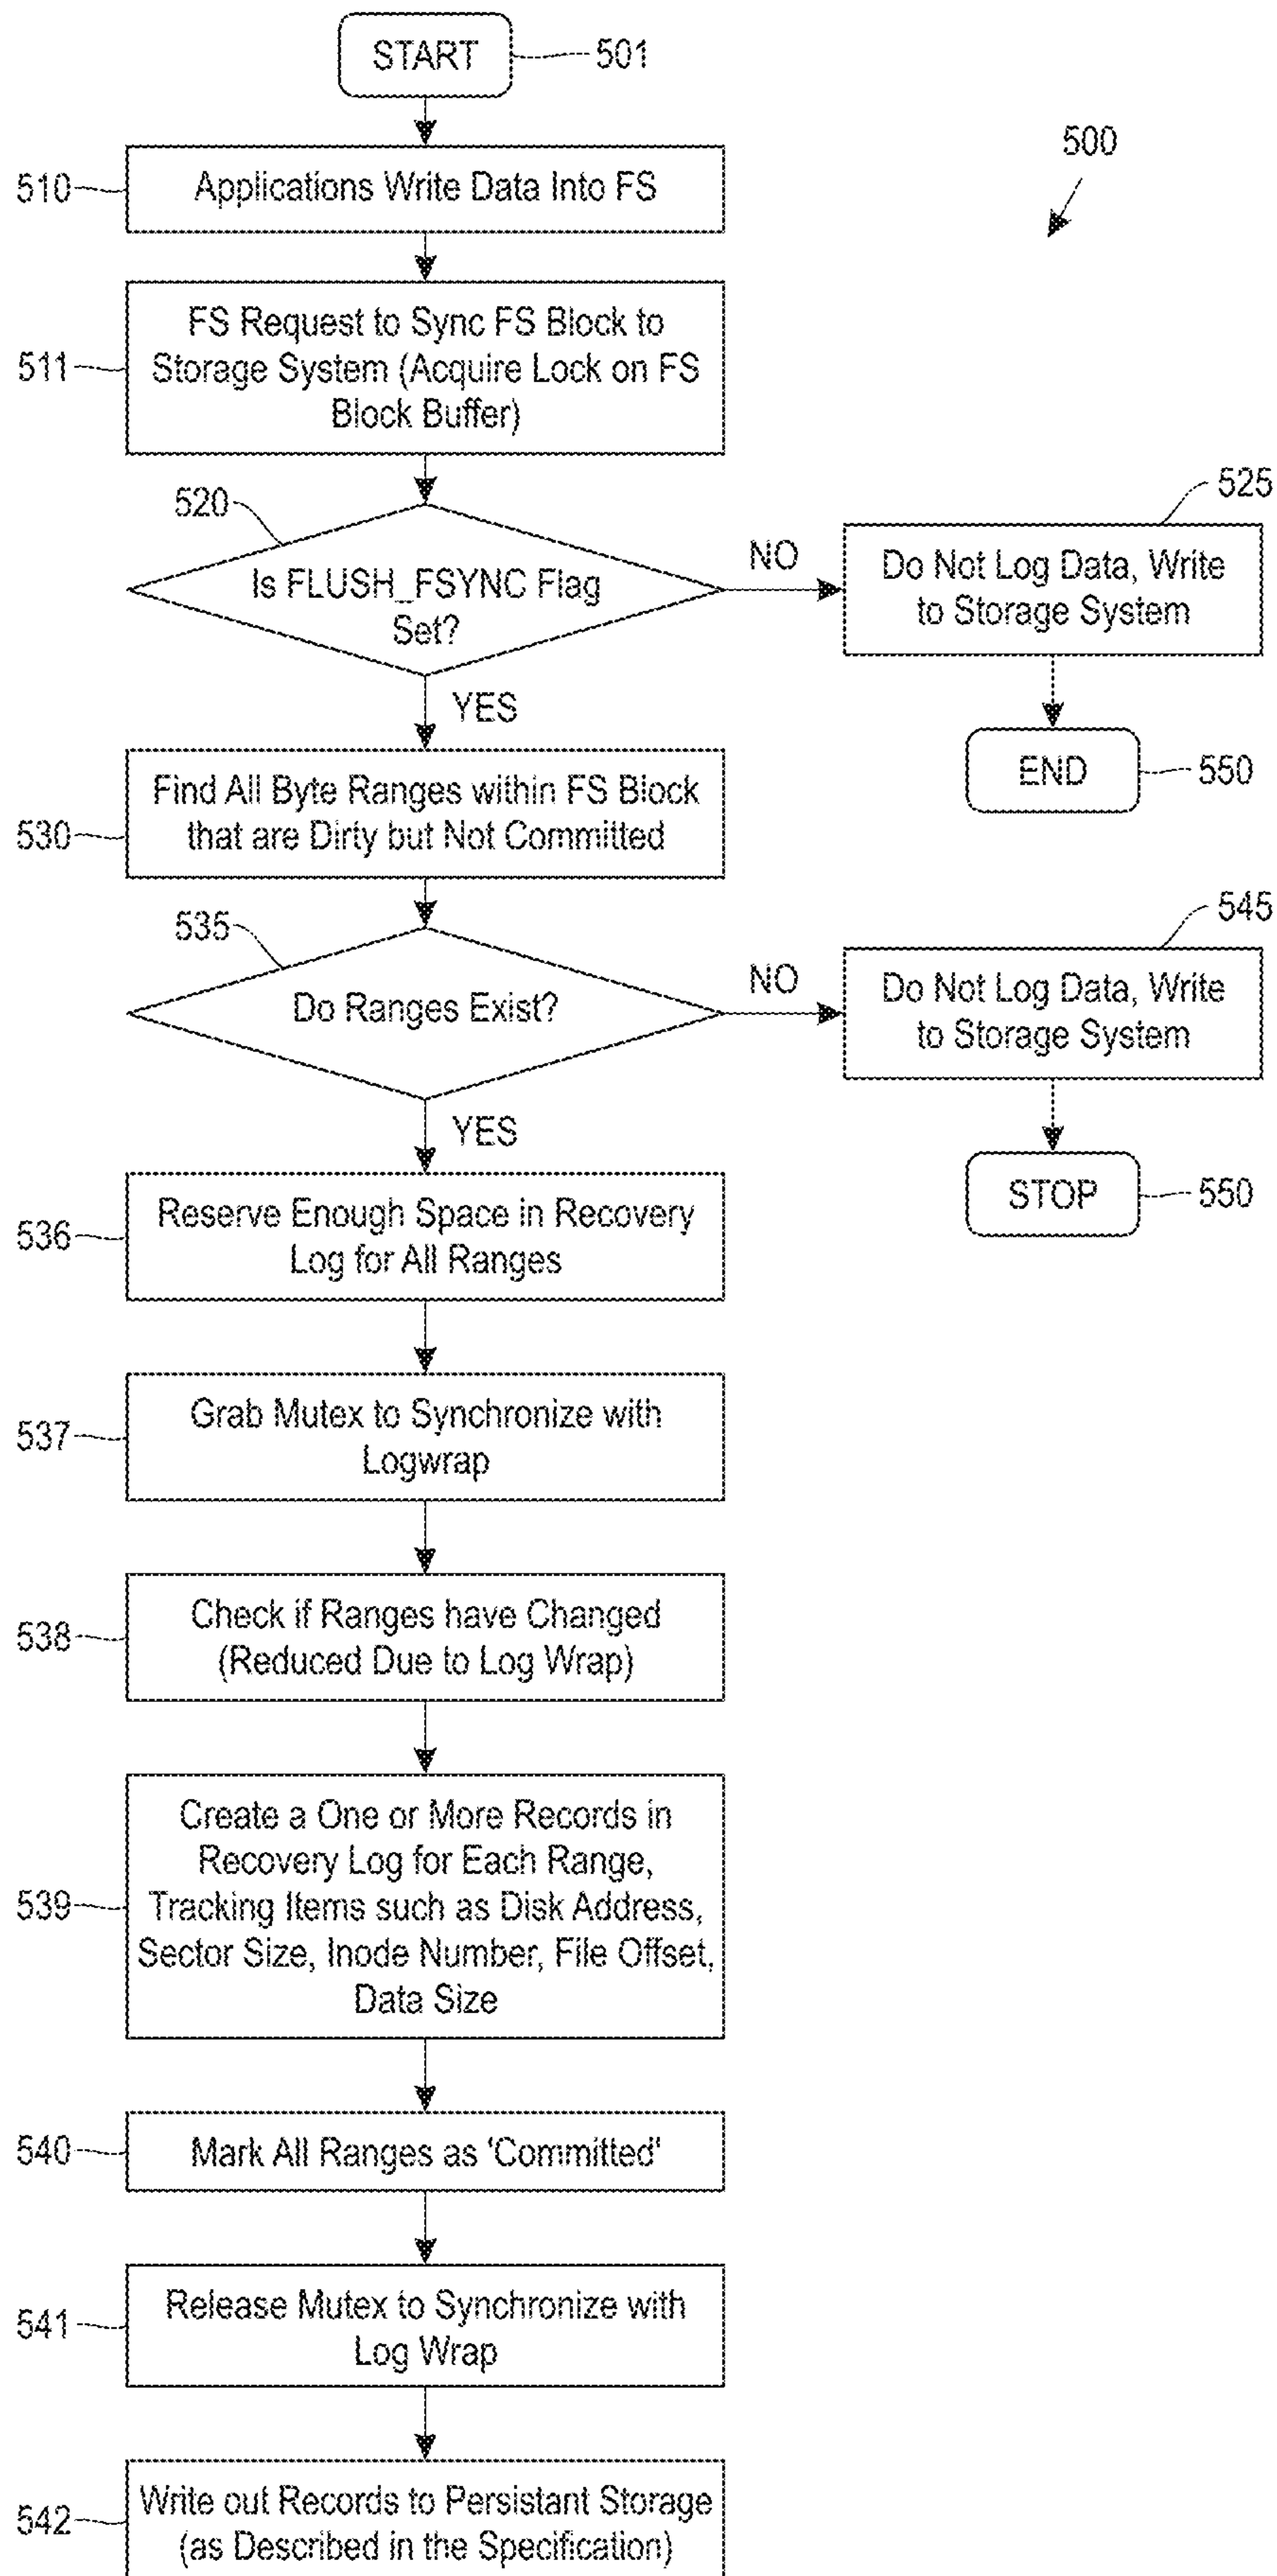 START
501
500
510
Applications Write Data Into FS
511
FS Request to Sync FS Block to
Storage System (Acquire Lock on FS
Block Buffer)
520
Is FLUSH_FSYNC Flag
Set?
NO
525
Do Not Log Data, Write
to Storage System
END
550
YES
530
Find All Byte Ranges within FS Block
that are Dirty but Not Committed
535
Do Ranges Exist?
NO
545
Do Not Log Data, Write
to Storage System
STOP
550
YES
536
Reserve Enough Space in Recovery
Log for All Ranges
537
Grab Mutex to Synchronize with
Logwrap
538
Check if Ranges have Changed
(Reduced Due to Log Wrap)
539
Create a One or More Records in
Recovery Log for Each Range,
Tracking Items such as Disk Address,
Sector Size, Inode Number, File Offset,
Data Size
540
Mark All Ranges as 'Committed'
541
Release Mutex to Synchronize with
Log Wrap
542
Write out Records to Persistant Storage
(as Described in the Specification)